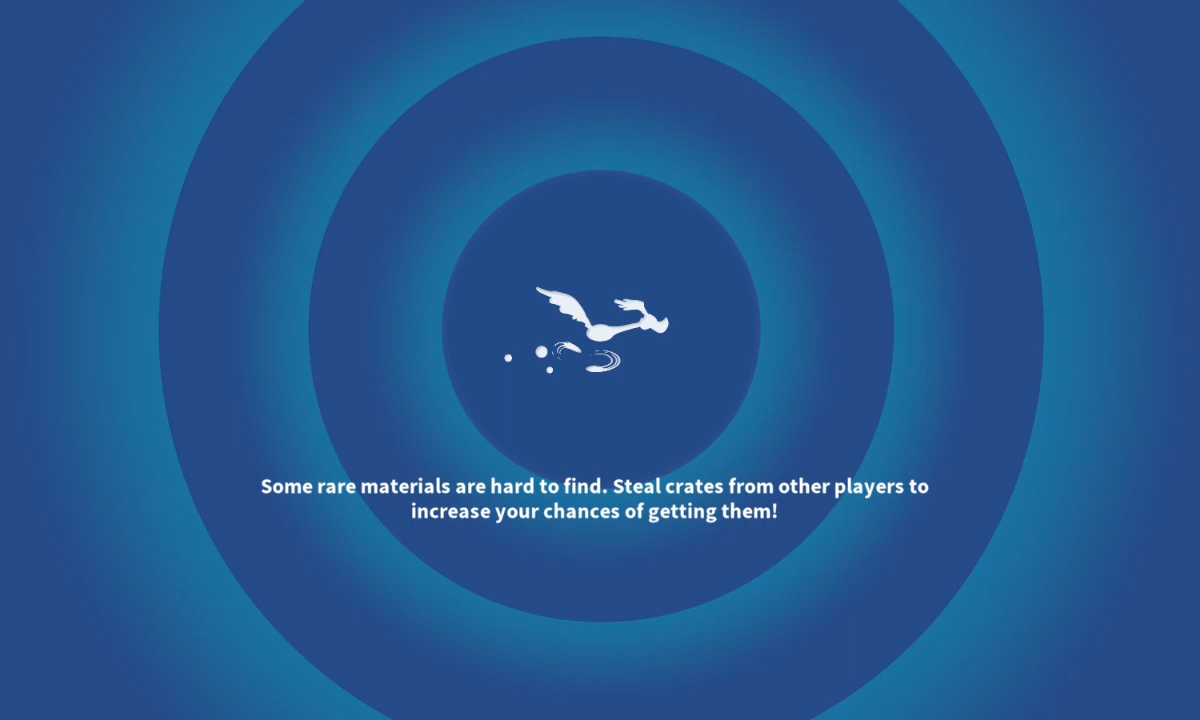 Some rare materials are hard to find. Steal crates from other players to
increase your chances of getting them!